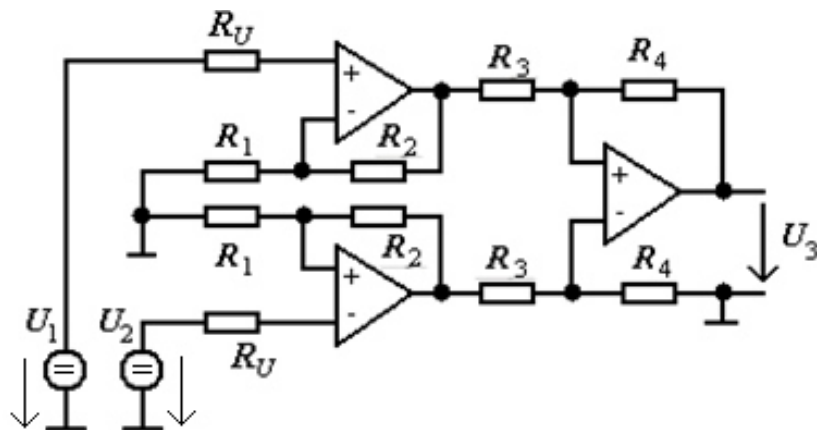 R_U
R_3
R_4
+
-
R_1
R_2
+
-
R_1
R_2
+
-
R_3
R_4
U_3
U_1
U_2
R_U
=
=